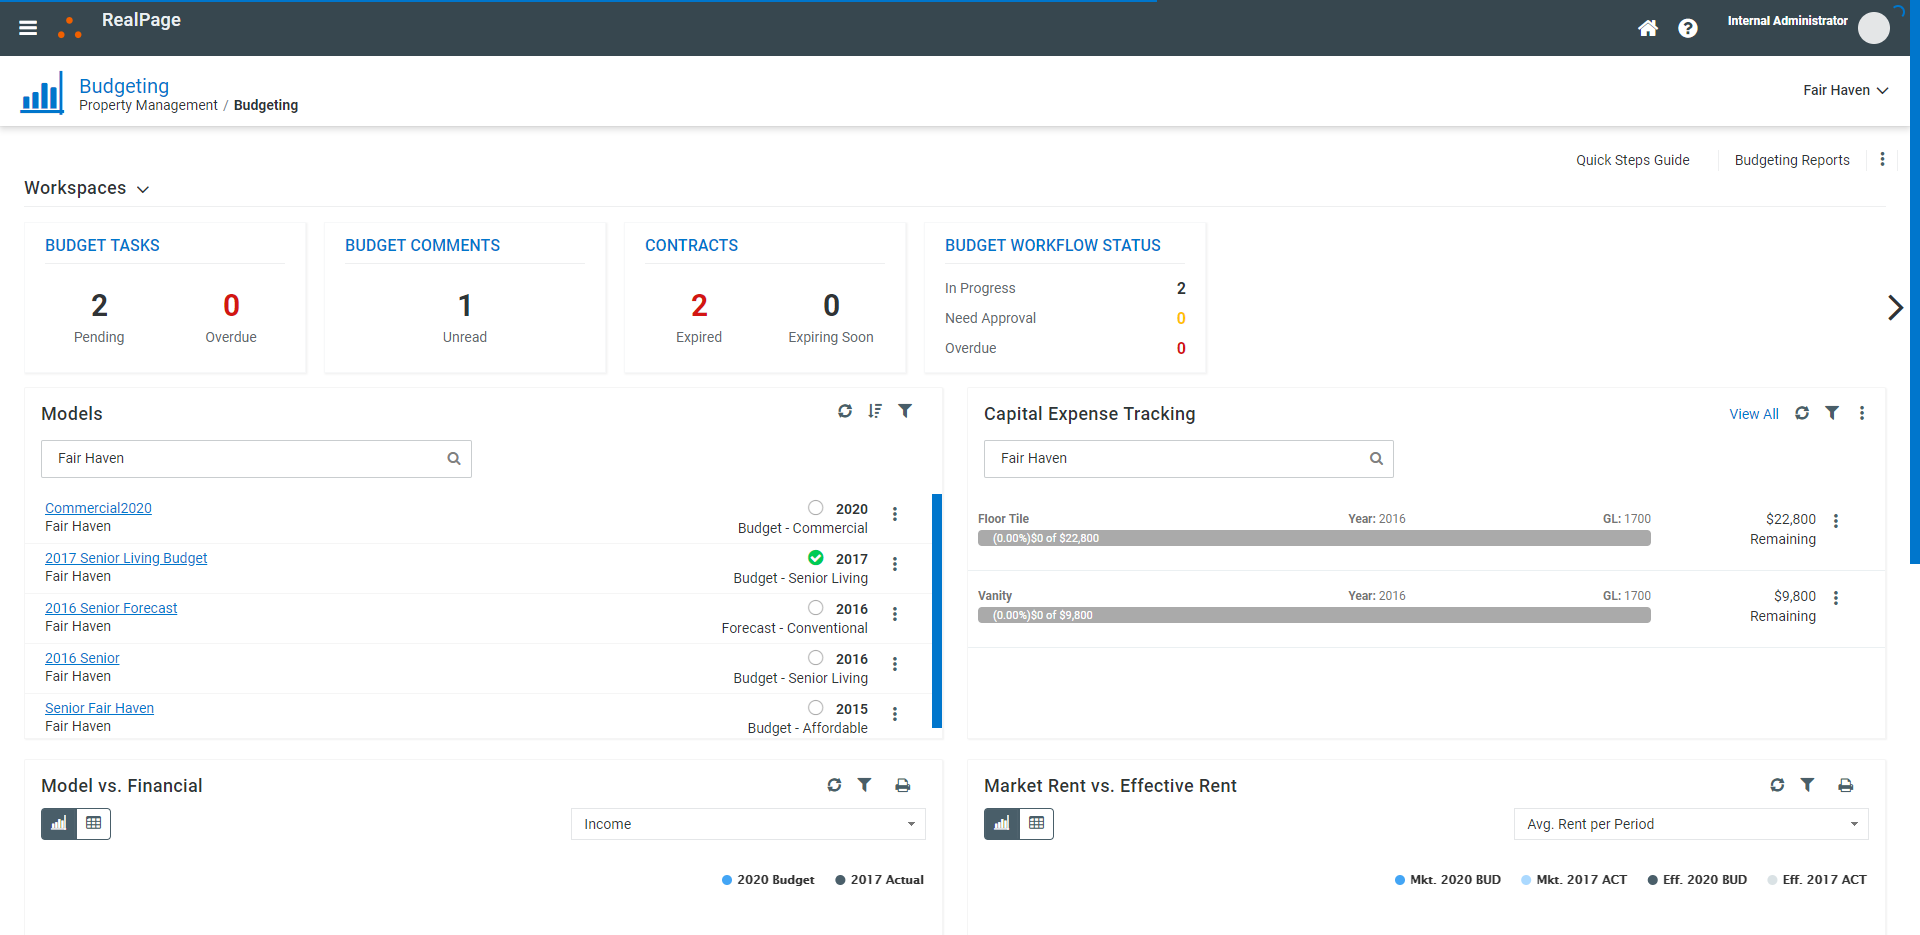 RealPage
Internal Administrator
Budgeting
Property Management / Budgeting
Fair Haven
Quick Steps Guide
Budgeting Reports
Workspaces
BUDGET TASKS
2
0
Pending
Overdue
BUDGET COMMENTS
1
Unread
CONTRACTS
2
0
Expired
Expiring Soon
BUDGET WORKFLOW STATUS
In Progress 2
Need Approval 0
Overdue 0
Models
Fair Haven
Commercial2020 2020
Fair Haven Budget - Commercial
2017 Senior Living Budget 2017
Fair Haven Budget - Senior Living
2016 Senior Forecast 2016
Fair Haven Forecast - Conventional
2016 Senior 2016
Fair Haven Budget - Senior Living
Senior Fair Haven 2015
Fair Haven Budget - Affordable
Capital Expense Tracking
View All
Fair Haven
Floor Tile Year: 2016 GL: 1700 $22,800
(0.00%)$0 of $22,800 Remaining
Vanity Year: 2016 GL: 1700 $9,800
(0.00%)$0 of $9,800 Remaining
Model vs. Financial
Income
2020 Budget 2017 Actual
Market Rent vs. Effective Rent
Avg. Rent per Period
Mkt. 2020 BUD Mkt. 2017 ACT Eff. 2020 BUD Eff. 2017 ACT